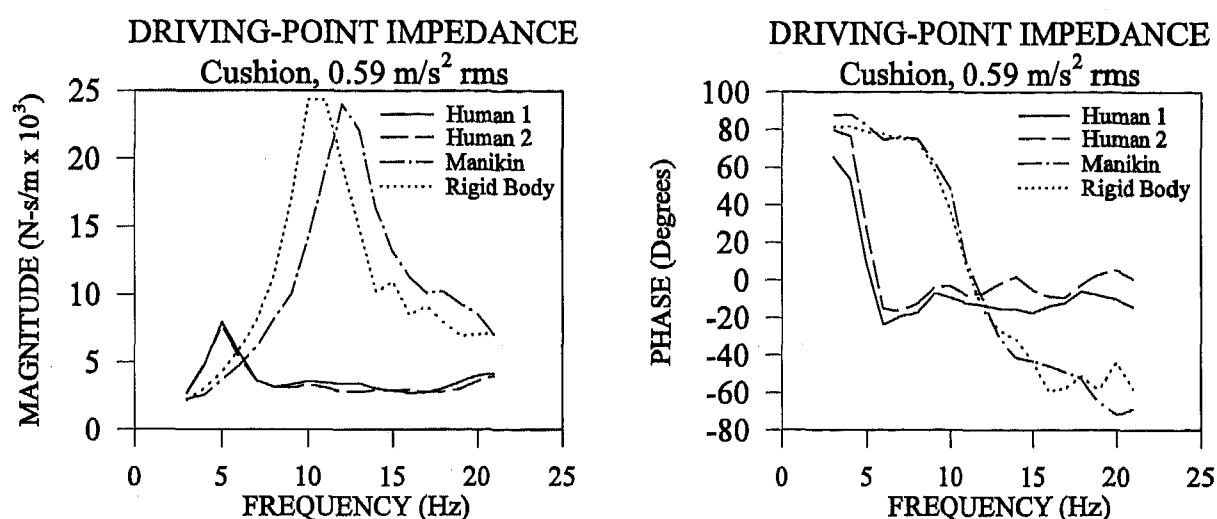 DRIVING-POINT IMPEDANCE
Cushion, 0.59 m/s² rms
25
20
15
10
5
0
MAGNITUDE (N-s/m x 10³)
Human 1
Human 2
Manikin
Rigid Body
0
5
10
15
20
25
FREQUENCY (Hz)
DRIVING-POINT IMPEDANCE
Cushion, 0.59 m/s² rms
100
80
60
40
20
0
-20
-40
-60
-80
PHASE (Degrees)
Human 1
Human 2
Manikin
Rigid Body
0
5
10
15
20
25
FREQUENCY (Hz)